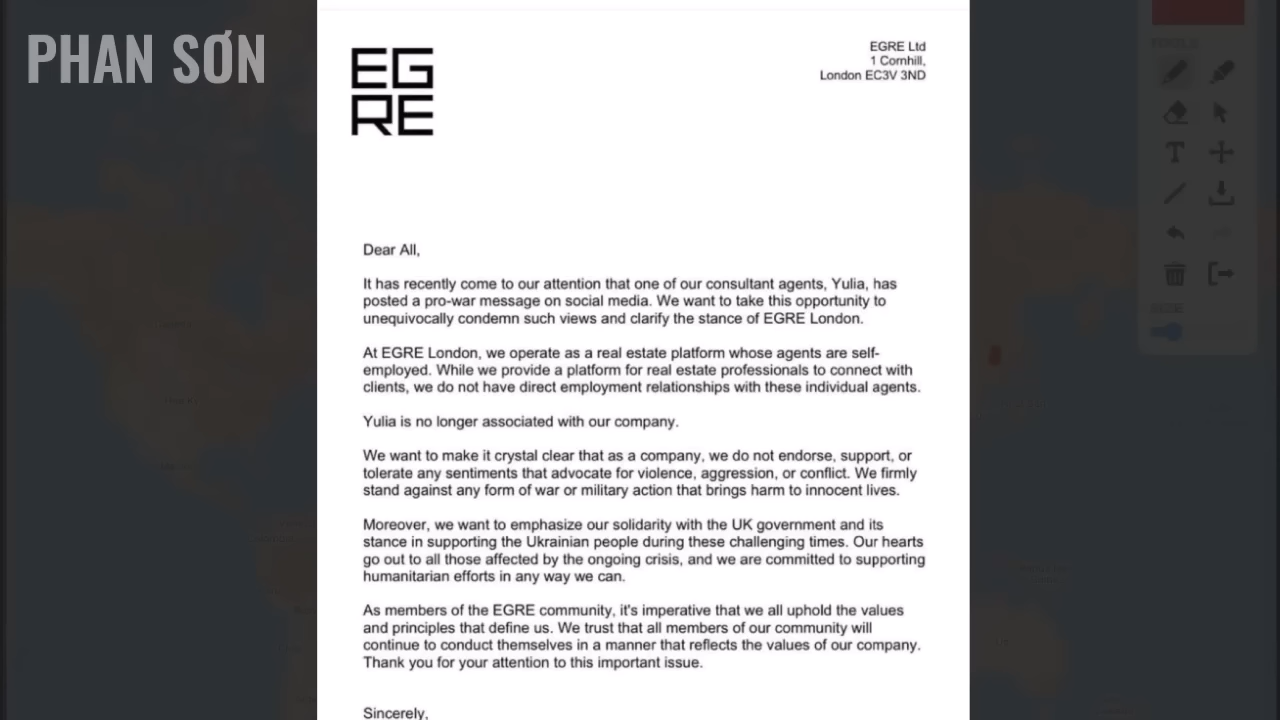 PHAN SƠN
EG
RE
EGRE Ltd
1 Cornhill,
London EC3V 3ND
Dear All,
It has recently come to our attention that one of our consultant agents, Yulia, has
posted a pro-war message on social media. We want to take this opportunity to
unequivocally condemn such views and clarify the stance of EGRE London.
At EGRE London, we operate as a real estate platform whose agents are self-
employed. While we provide a platform for real estate professionals to connect with
clients, we do not have direct employment relationships with these individual agents.
Yulia is no longer associated with our company.
We want to make it crystal clear that as a company, we do not endorse, support, or
tolerate any sentiments that advocate for violence, aggression, or conflict. We firmly
stand against any form of war or military action that brings harm to innocent lives.
Moreover, we want to emphasize our solidarity with the UK government and its
stance in supporting the Ukrainian people during these challenging times. Our hearts
go out to all those affected by the ongoing crisis, and we are committed to supporting
humanitarian efforts in any way we can.
As members of the EGRE community, it's imperative that we all uphold the values
and principles that define us. We trust that all members of our community will
continue to conduct themselves in a manner that reflects the values of our company.
Thank you for your attention to this important issue.
Sincerely,